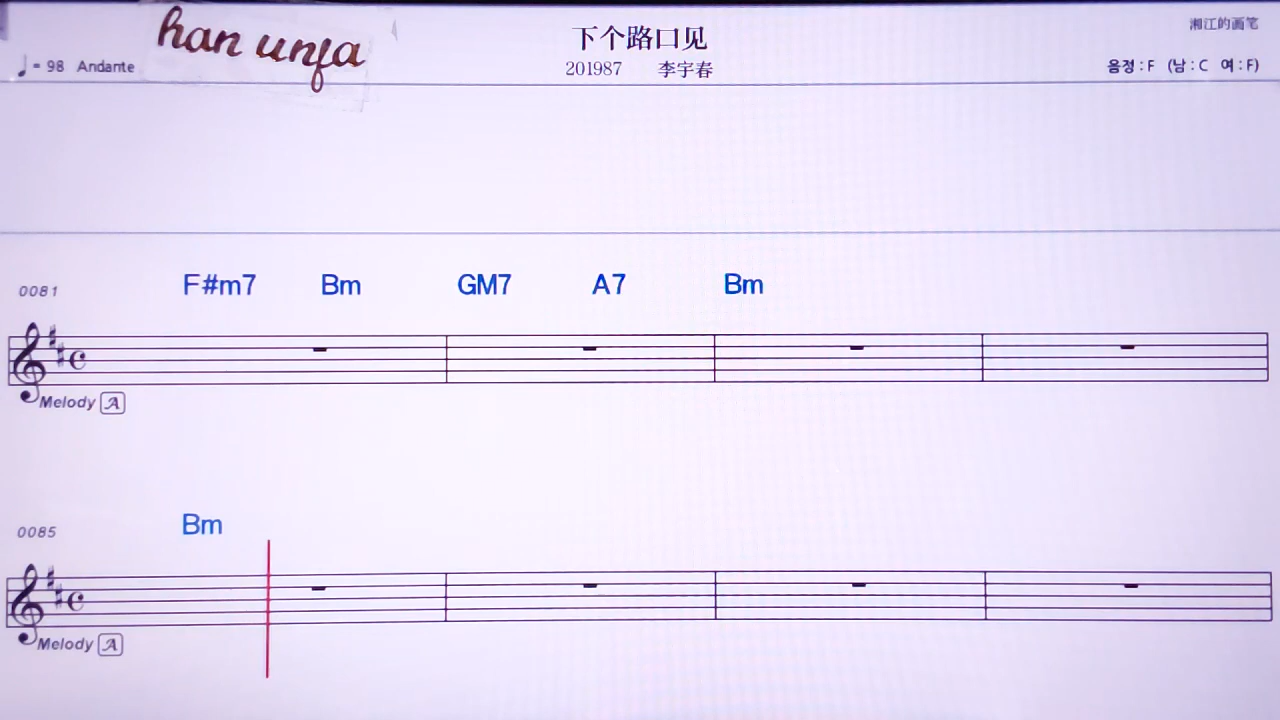 han unfa
♩= 98 Andante
下个路口见
201987 李宇春
湘江的画笔
음정 : F (남 : C 여 : F)
0081 F#m7 Bm GM7 A7 Bm
Melody A
0085 Bm
Melody A